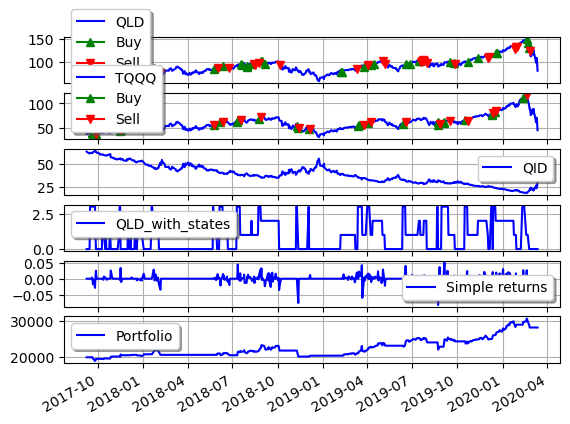 QLD
Buy
Sell
150
100
TQQQ
Buy
Sell
100
50
50
25
QID
2.5
0.0
QLD_with_states
0.05
0.00
−0.05
Simple returns
30000
20000
Portfolio
2017-10
2018-01
2018-04
2018-07
2018-10
2019-01
2019-04
2019-07
2019-10
2020-01
2020-04